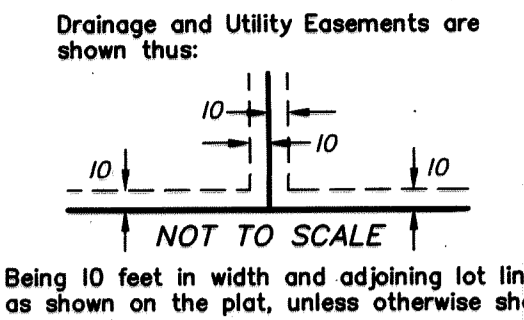 Drainage and Utility Easements are
shown thus:
10
10
10
10
NOT TO SCALE
Being 10 feet in width and adjoining lot
as shown on the plat, unless otherwise